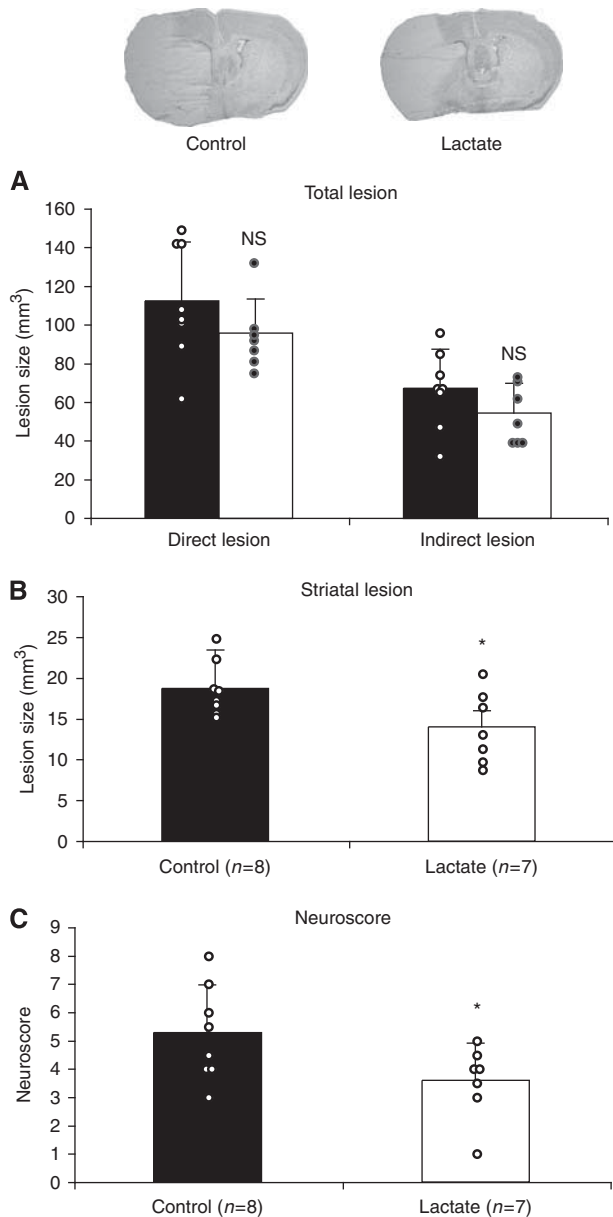 Control Lactate
A Total lesion
Lesion size (mm³)
160
140
120
100
80
60
40
20
0
NS
NS
Direct lesion Indirect lesion
B Striatal lesion
Lesion size (mm³)
30
25
20
15
10
5
0
*
Control (n=8) Lactate (n=7)
C Neuroscore
Neuroscore
9
8
7
6
5
4
3
2
1
0
*
Control (n=8) Lactate (n=7)